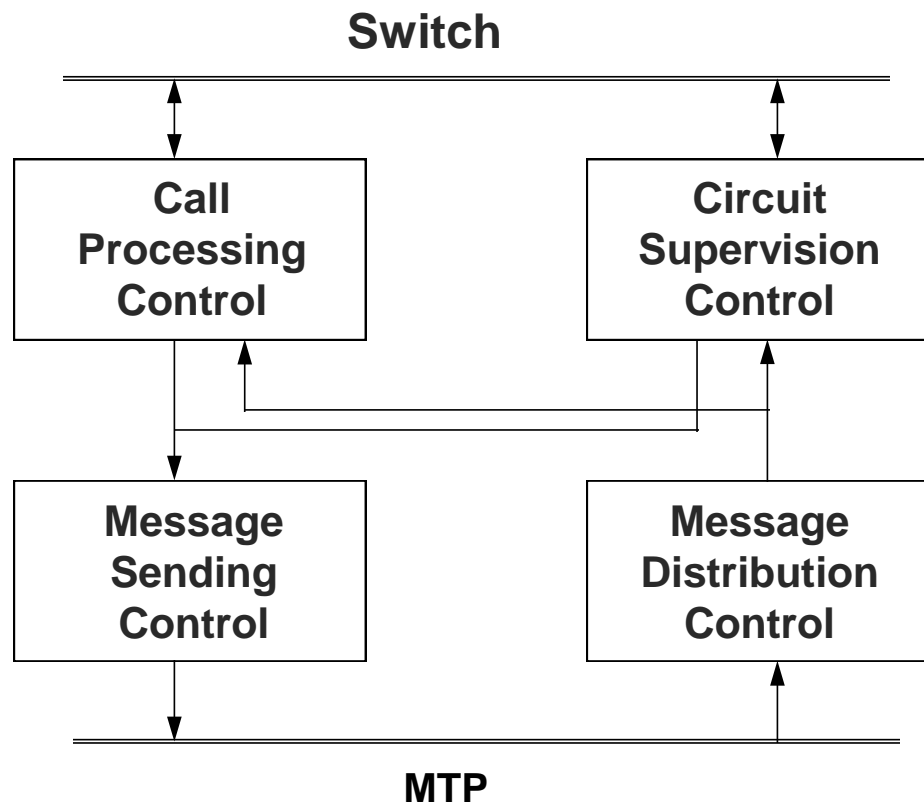 Switch
Call
Processing
Control
Circuit
Supervision
Control
Message
Sending
Control
Message
Distribution
Control
MTP